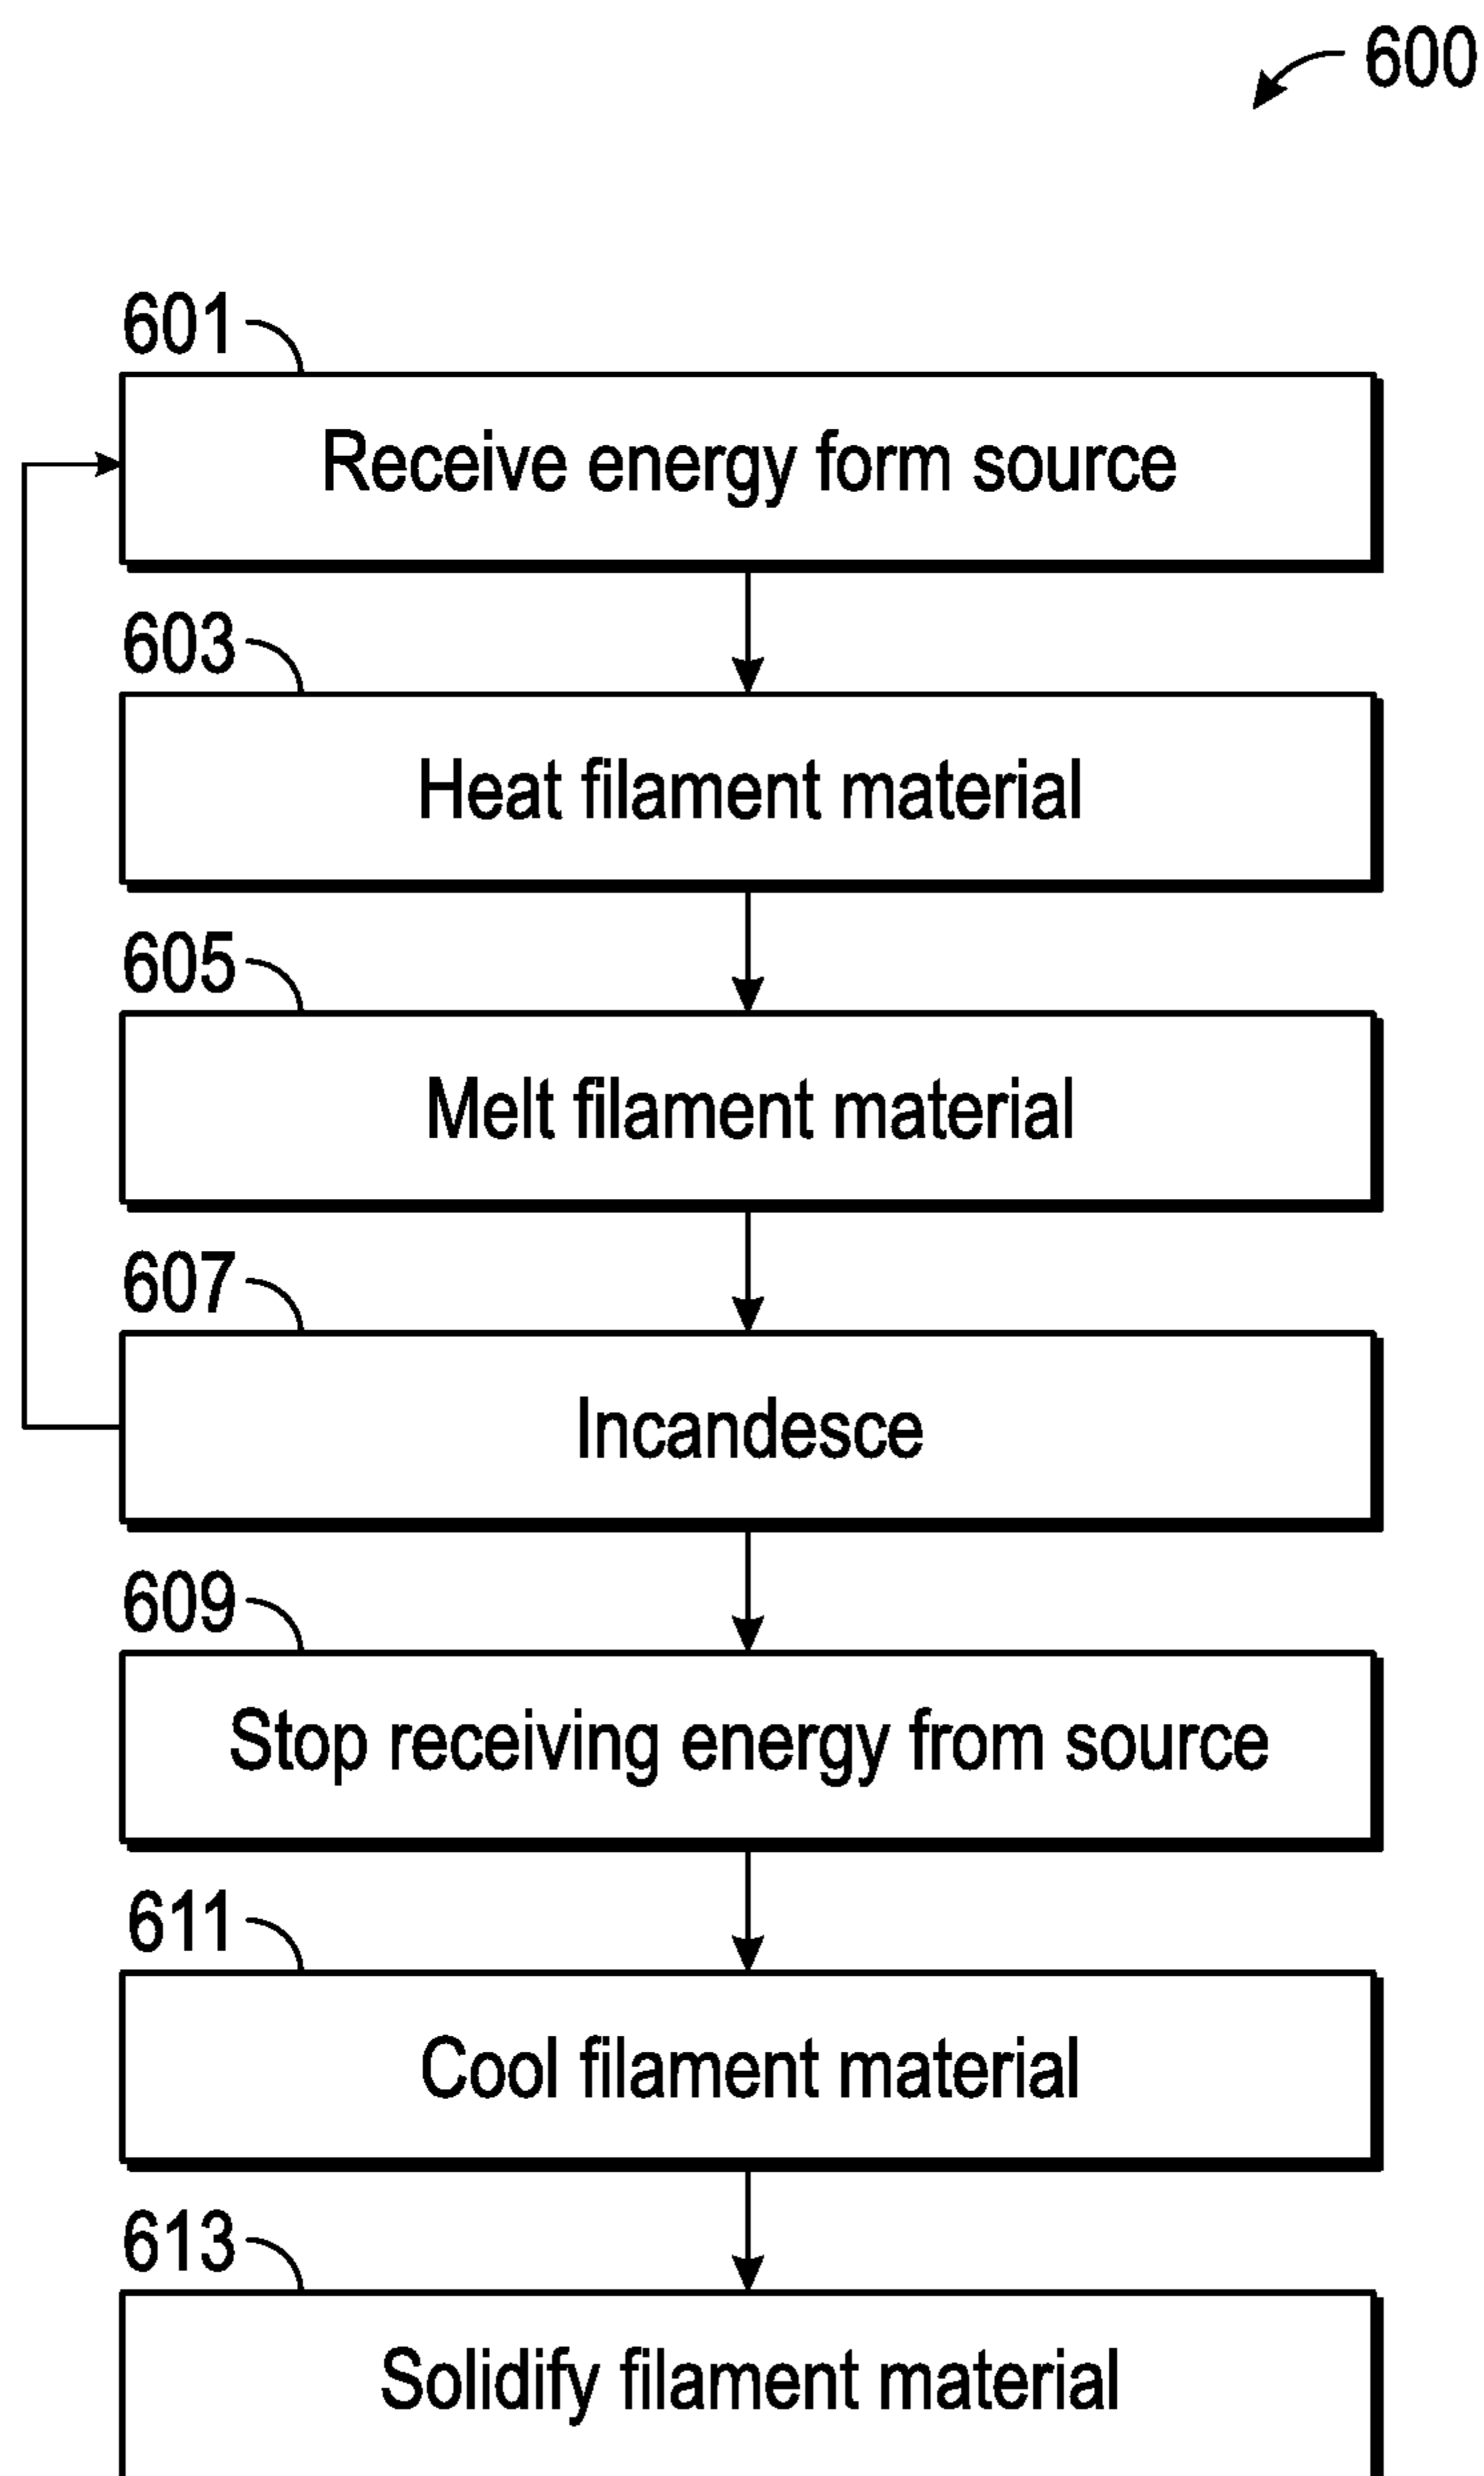 600
601
Receive energy form source
603
Heat filament material
605
Melt filament material
607
Incandesce
609
Stop receiving energy from source
611
Cool filament material
613
Solidify filament material